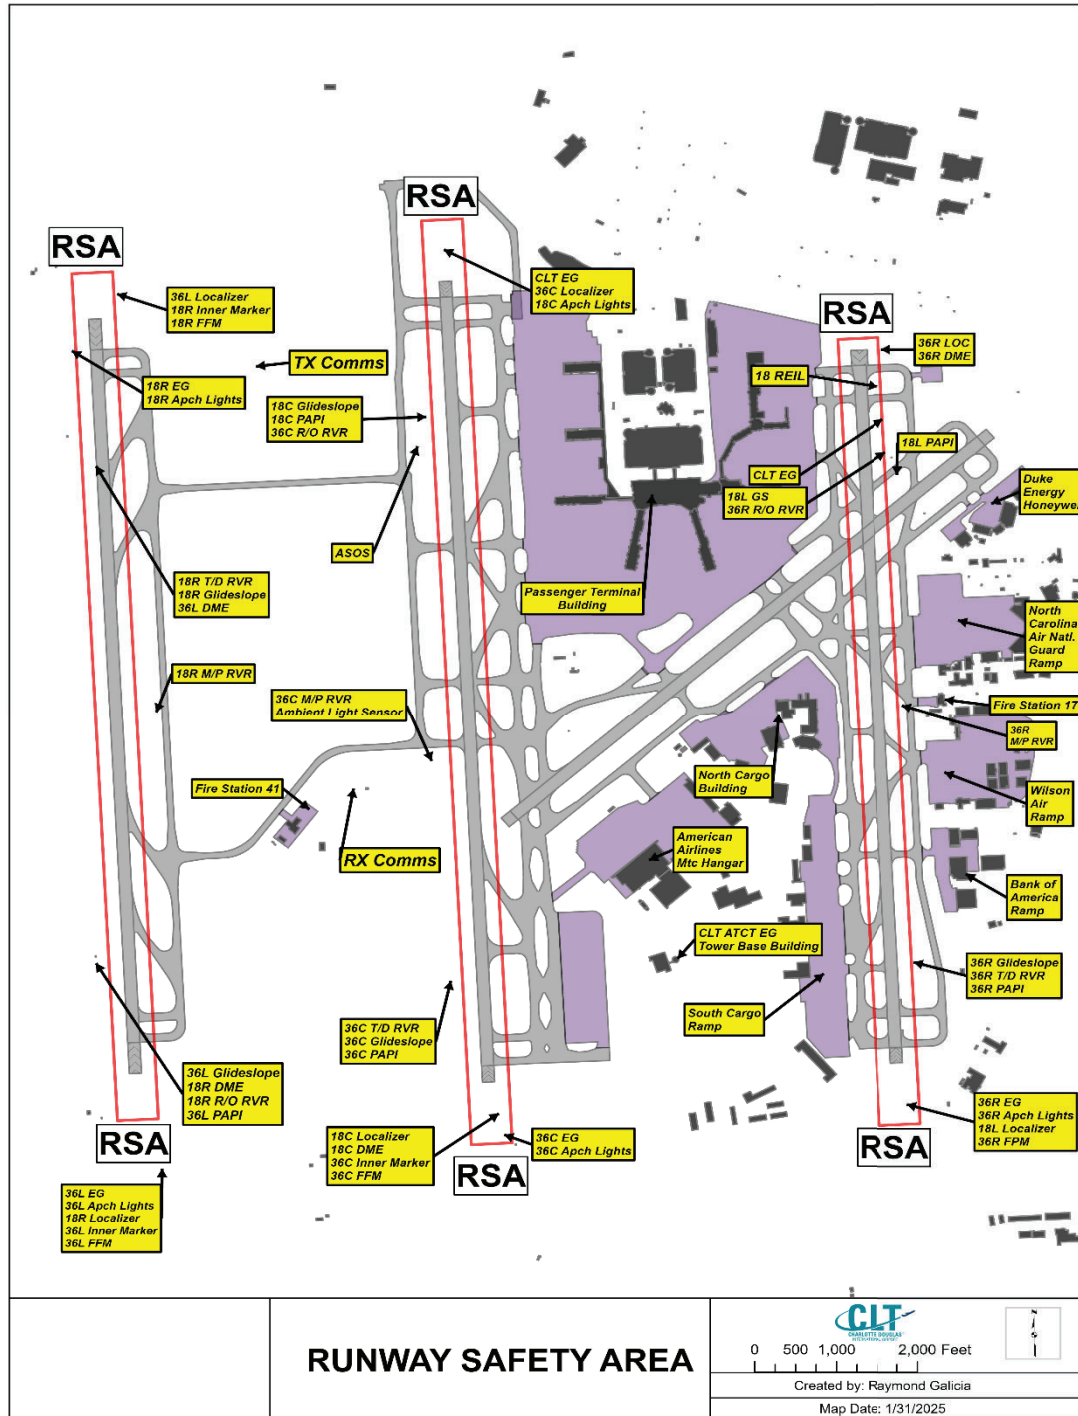 RSA
RSA
RSA
36L Localizer
18R Inner Marker
18R FFM
CLT EG
36C Localizer
18C Apch Lights
36R LOC
36R DME
TX Comms
18R EG
18R Apch Lights
18 REIL
18C Glideslope
18C PAPI
36C R/O RVR
18L PAPI
CLT EG
18L GS
36R R/O RVR
Duke
Energy
Honeywe
ASOS
18R T/D RVR
18R Glideslope
36L DME
Passenger Terminal
Building
North
Carolina
Air Natl.
Guard
Ramp
18R M/P RVR
36C M/P RVR
Ambient Light Sensor
Fire Station 17
36R
M/P RVR
Fire Station 41
North Cargo
Building
Wilson
Air
Ramp
RX Comms
American
Airlines
Mtc Hangar
Bank of
America
Ramp
CLT ATCT EG
Tower Base Building
36R Glideslope
36R T/D RVR
36R PAPI
South Cargo
Ramp
36C T/D RVR
36C Glideslope
36C PAPI
36L Glideslope
18R DME
18R R/O RVR
36L PAPI
36R EG
36R Apch Lights
18L Localizer
36R FPM
18C Localizer
18C DME
36C Inner Marker
36C FFM
36C EG
36C Apch Lights
RSA
RSA
RSA
36L EG
36L Apch Lights
18R Localizer
36L Inner Marker
36L FFM
RUNWAY SAFETY AREA
CLT
CHARLOTTE DOUGLAS
INTERNATIONAL AIRPORT
N
0 500 1,000 2,000 Feet
Created by: Raymond Galicia
Map Date: 1/31/2025